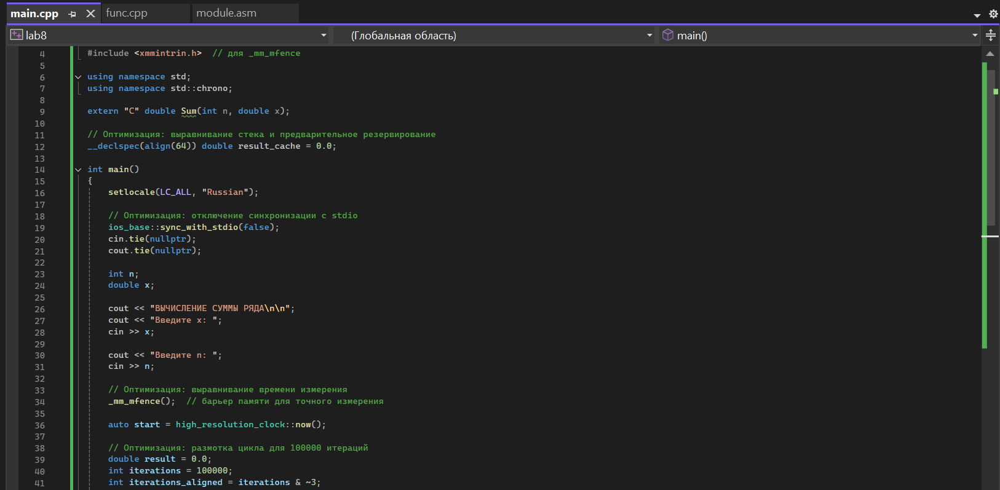 main.cpp func.cpp module.asm
lab8 (Глобальная область) main()
4 #include <xmmintrin.h>  // для _mm_mfence
5
6 using namespace std;
7 using namespace std::chrono;
8
9 extern "C" double Sum(int n, double x);
10
11 // Оптимизация: выравнивание стека и предварительное резервирование
12 __declspec(align(64)) double result_cache = 0.0;
13
14 int main()
15 {
16     setlocale(LC_ALL, "Russian");
17
18     // Оптимизация: отключение синхронизации с stdio
19     ios_base::sync_with_stdio(false);
20     cin.tie(nullptr);
21     cout.tie(nullptr);
22
23     int n;
24     double x;
25
26     cout << "ВЫЧИСЛЕНИЕ СУММЫ РЯДА\n\n";
27     cout << "Введите x: ";
28     cin >> x;
29
30     cout << "Введите n: ";
31     cin >> n;
32
33     // Оптимизация: выравнивание времени измерения
34     _mm_mfence();  // барьер памяти для точного измерения
35
36     auto start = high_resolution_clock::now();
37
38     // Оптимизация: размотка цикла для 100000 итераций
39     double result = 0.0;
40     int iterations = 100000;
41     int iterations_aligned = iterations & ~3;